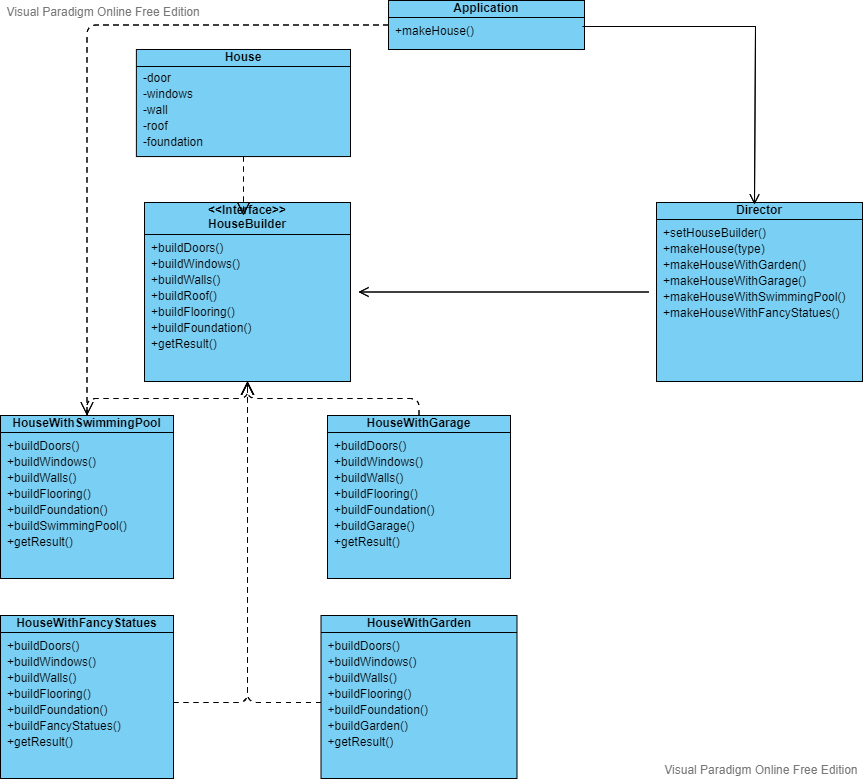 Visual Paradigm Online Free Edition
Application
+makeHouse()
House
-door
-windows
-wall
-roof
-foundation
<<Interface>>
HouseBuilder
+buildDoors()
+buildWindows()
+buildWalls()
+buildRoof()
+buildFlooring()
+buildFoundation()
+getResult()
Director
+setHouseBuilder()
+makeHouse(type)
+makeHouseWithGarden()
+makeHouseWithGarage()
+makeHouseWithSwimmingPool()
+makeHouseWithFancyStatues()
HouseWithSwimmingPool
+buildDoors()
+buildWindows()
+buildWalls()
+buildFlooring()
+buildFoundation()
+buildSwimmingPool()
+getResult()
HouseWithGarage
+buildDoors()
+buildWindows()
+buildWalls()
+buildFlooring()
+buildFoundation()
+buildGarage()
+getResult()
HouseWithFancyStatues
+buildDoors()
+buildWindows()
+buildWalls()
+buildFlooring()
+buildFoundation()
+buildFancyStatues()
+getResult()
HouseWithGarden
+buildDoors()
+buildWindows()
+buildWalls()
+buildFlooring()
+buildFoundation()
+buildGarden()
+getResult()
Visual Paradigm Online Free Edition